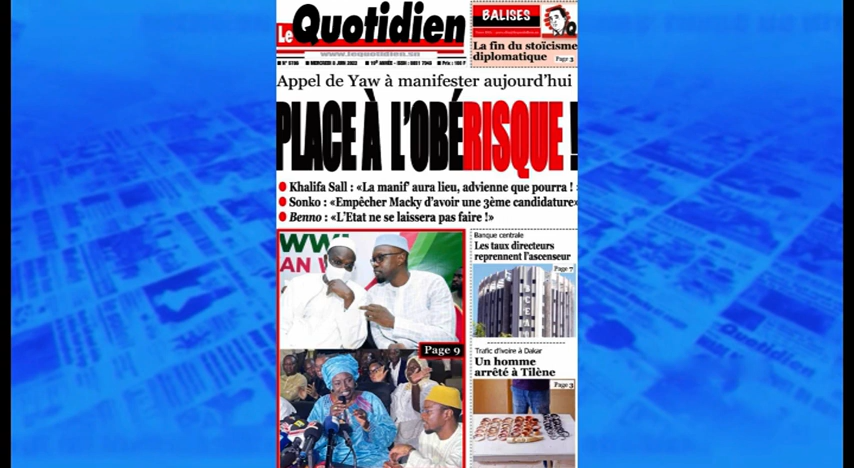 Le Quotidien
BALISES
La fin du stoïcisme
diplomatique
Page 3
Appel de Yaw à manifester aujourd'hui
PLACE À L'OBÉRISQUE !
Khalifa Sall : «La manif' aura lieu, advienne que pourra !
Sonko : «Empêcher Macky d'avoir une 3ème candidature»
Benno : «L'Etat ne se laissera pas faire !»
AN W
Page 9
Banque centrale
Les taux directeurs
reprennent l'ascenseur
Page 7
Trafic d'ivoire à Dakar
Un homme
arrêté à Tilène
Page 3
Quotidien